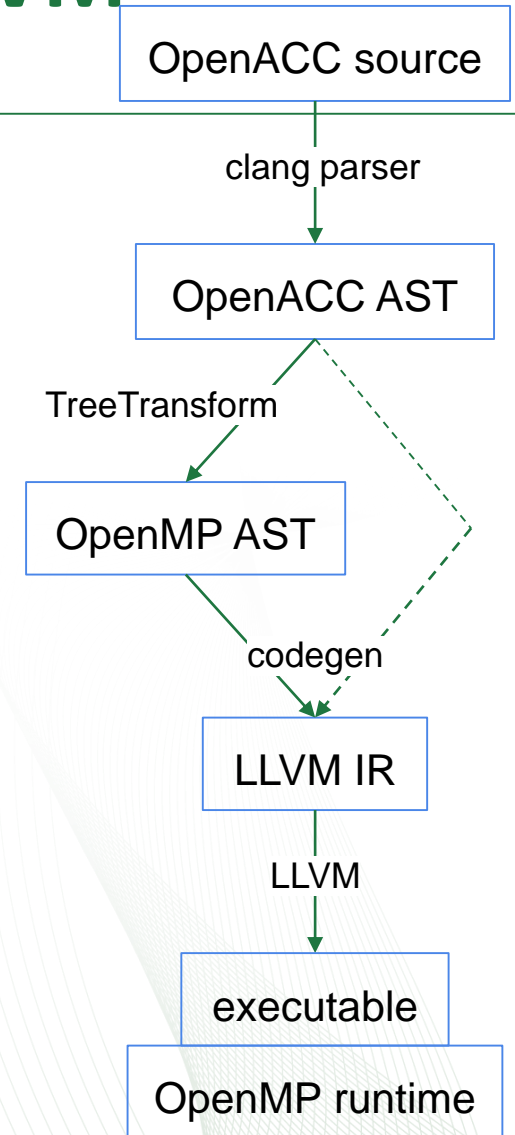 OpenACC source
clang parser
OpenACC AST
TreeTransform
OpenMP AST
codegen
LLVM IR
LLVM
executable
OpenMP runtime